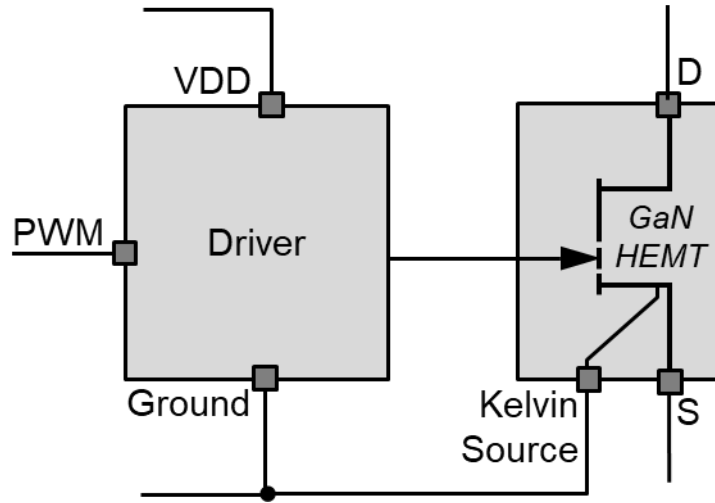 VDD
D
PWM
Driver
GaN
HEMT
Ground
Kelvin
Source
S